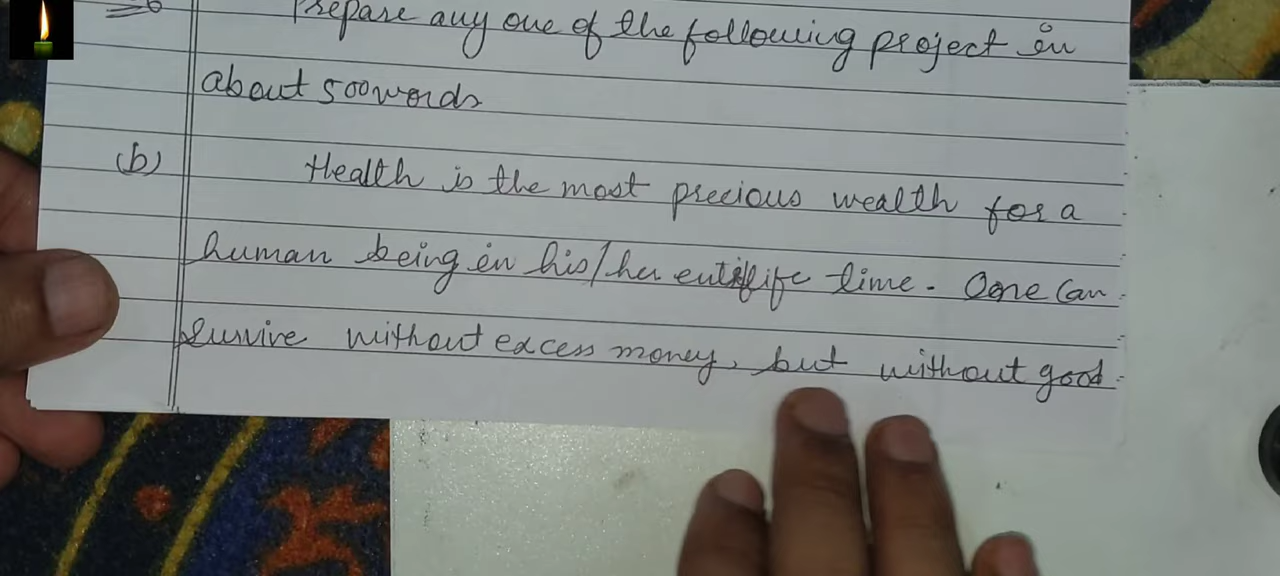 Prepare any one of the following project in
about 500 words
(b) Health is the most precious wealth for a
human being in his/her entire life time. One can
survive without excess money, but without good